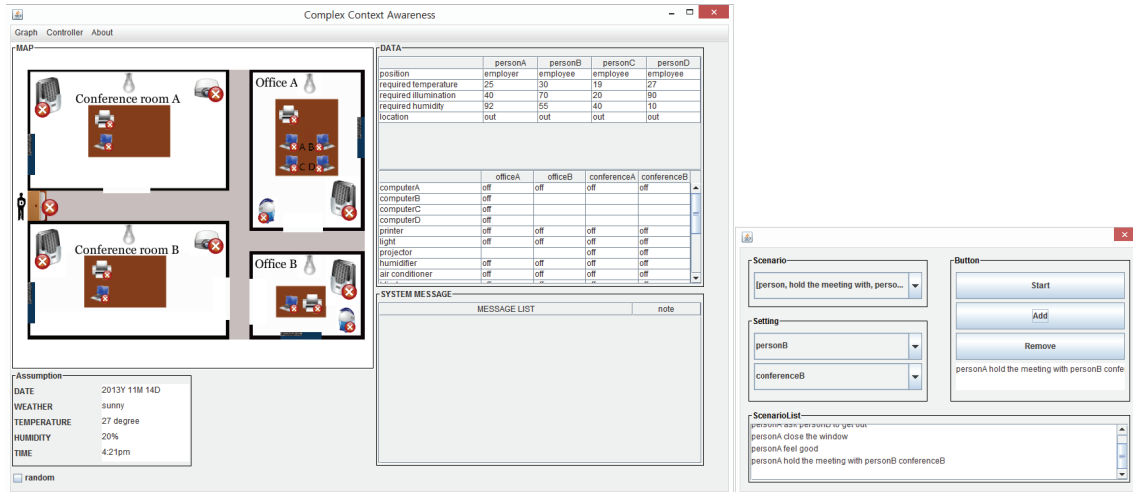 Complex Context Awareness
Graph Controller About
MAP
Conference room A
Office A
A B
C D
D
Conference room B
Office B
DATA
personA personB personC personD
position employer employee employee employee
required temperature 25 30 19 27
required illumination 40 70 20 90
required humidity 92 55 40 10
location out out out out
officeA officeB conferenceA conferenceB
computerA off off off off
computerB off
computerC off
computerD off
printer off off off off
light off off off off
projector off off
humidifier off off off off
air conditioner off off off off
SYSTEM MESSAGE
MESSAGE LIST note
Assumption
DATE 2013Y 11M 14D
WEATHER sunny
TEMPERATURE 27 degree
HUMIDITY 20%
TIME 4:21pm
random
Scenario
[person, hold the meeting with, perso...
Setting
personB
conferenceB
Button
Start
Add
Remove
personA hold the meeting with personB confe
ScenarioList
personA ask personB to get out
personA close the window
personA feel good
personA hold the meeting with personB conferenceB